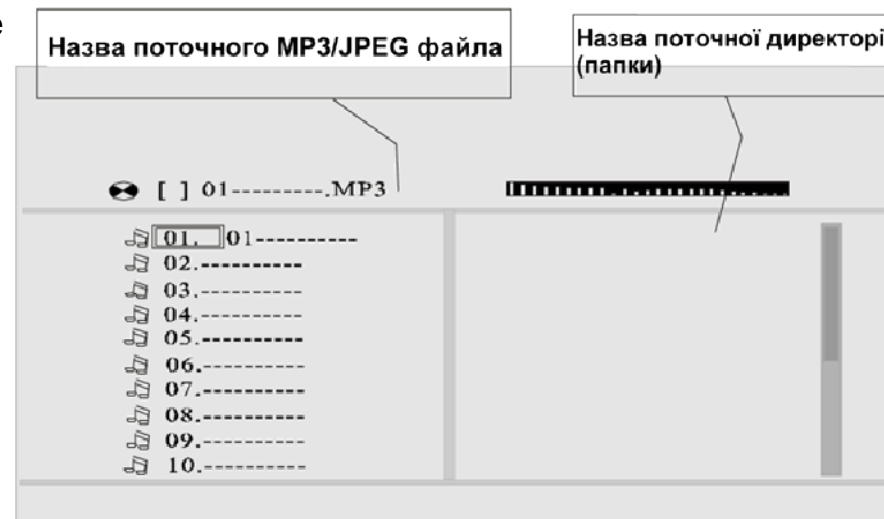 е
Назва поточного MP3/JPEG файла
Назва поточної директорі
(папки)
[ ] 01---------.MP3
01. 01----------
02.----------
03.----------
04.----------
05.----------
06.----------
07.----------
08.----------
09.----------
10.----------